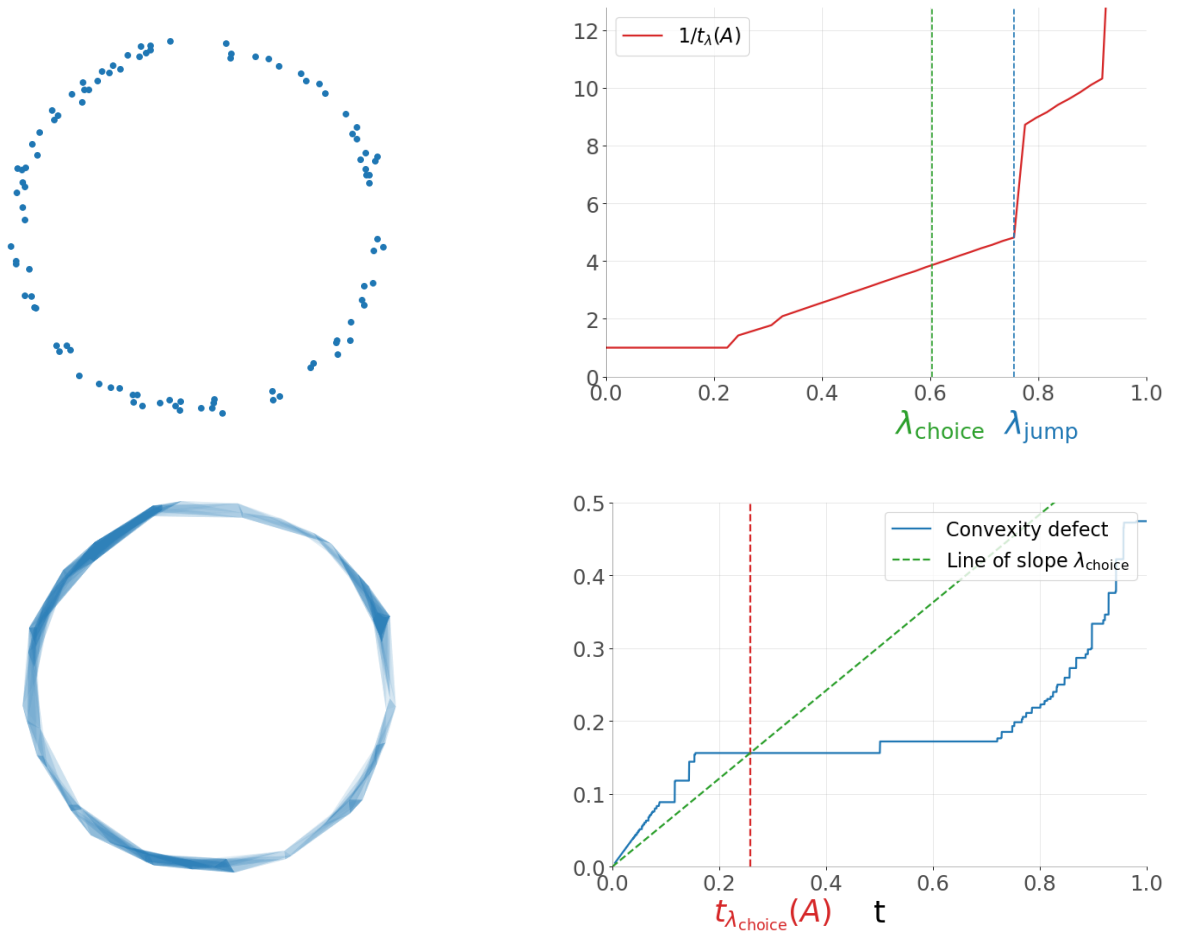 12
10
8
6
4
2
0
1/t_λ(A)
0.0 0.2 0.4 0.6 0.8 1.0
λ_choice λ_jump
0.5
0.4
0.3
0.2
0.1
0.0
Convexity defect
Line of slope λ_choice
0.0 0.2 0.4 0.6 0.8 1.0
t_λ_choice(A) t